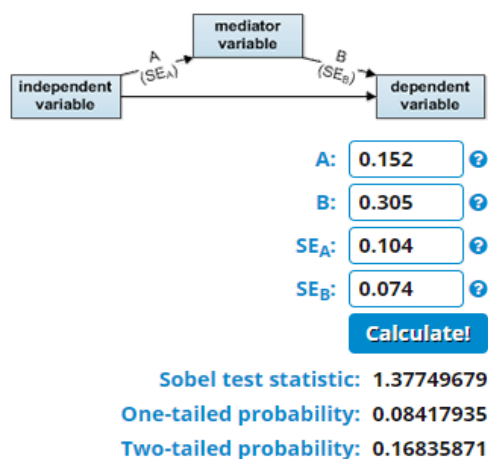 mediator
variable
A
(SEA)
B
(SEB)
independent
variable
dependent
variable
A: 0.152 ?
B: 0.305 ?
SEA: 0.104 ?
SEB: 0.074 ?
Calculate!
Sobel test statistic: 1.37749679
One-tailed probability: 0.08417935
Two-tailed probability: 0.16835871